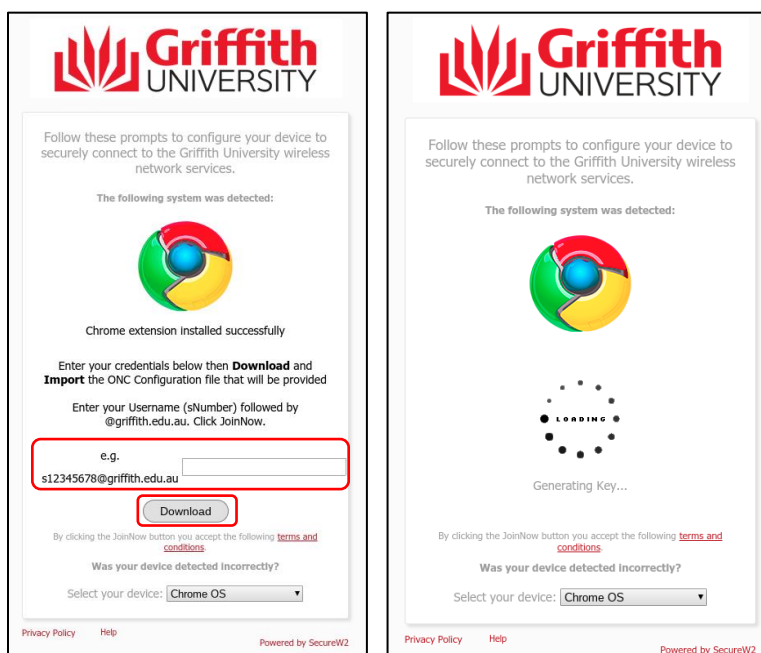 Griffith
UNIVERSITY
Follow these prompts to configure your device to
securely connect to the Griffith University wireless
network services.
The following system was detected:
Chrome extension installed successfully
Enter your credentials below then Download and
Import the ONC Configuration file that will be provided
Enter your Username (sNumber) followed by
@griffith.edu.au. Click JoinNow.
e.g.
s12345678@griffith.edu.au
Download
By clicking the JoinNow button you accept the following terms and
conditions.
Was your device detected incorrectly?
Select your device: Chrome OS
Privacy Policy Help
Powered by SecureW2
Griffith
UNIVERSITY
Follow these prompts to configure your device to
securely connect to the Griffith University wireless
network services.
The following system was detected:
LOADING
Generating Key...
By clicking the JoinNow button you accept the following terms and
conditions.
Was your device detected incorrectly?
Select your device: Chrome OS
Privacy Policy Help
Powered by SecureW2